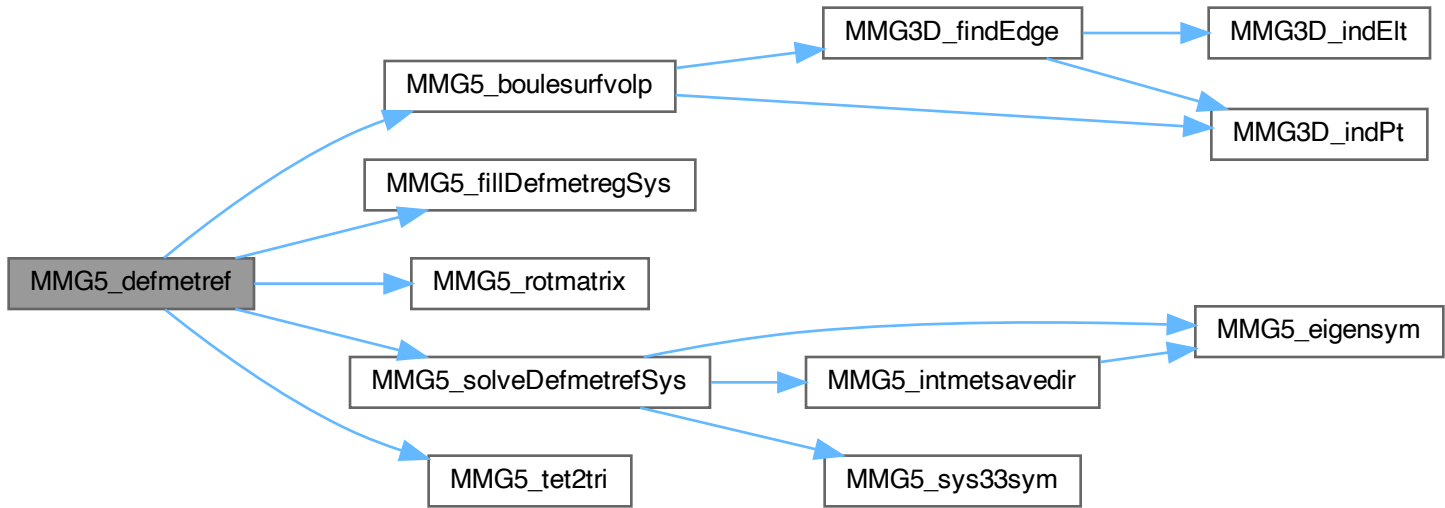 MMG5_defmetref
MMG5_boulesurfvolp
MMG3D_findEdge
MMG3D_indElt
MMG3D_indPt
MMG5_fillDefmetregSys
MMG5_rotmatrix
MMG5_solveDefmetrefSys
MMG5_eigensym
MMG5_intmetsavedir
MMG5_sys33sym
MMG5_tet2tri